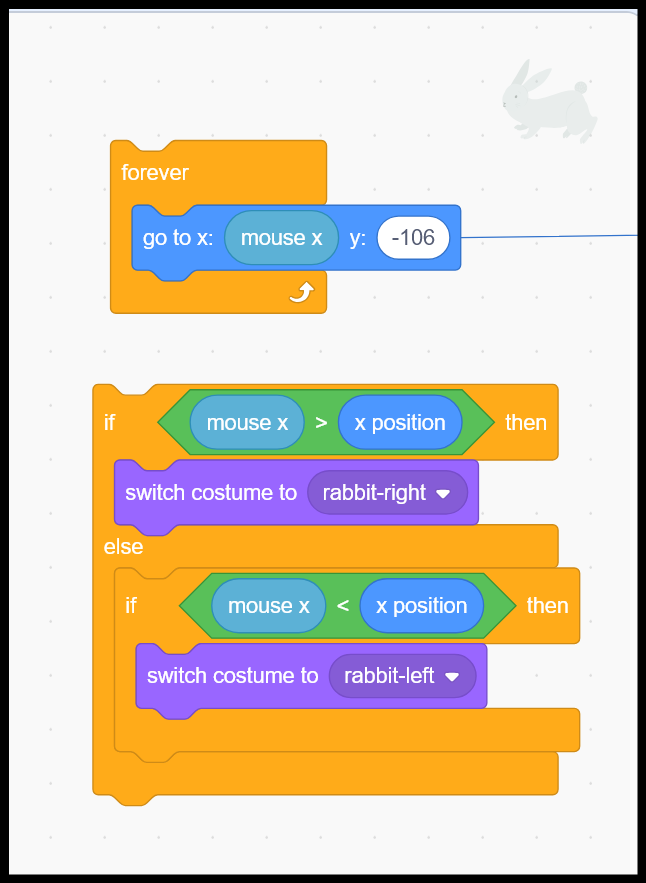 forever
go to x: mouse x y: -106
if mouse x > x position then
switch costume to rabbit-right
else
if mouse x < x position then
switch costume to rabbit-left